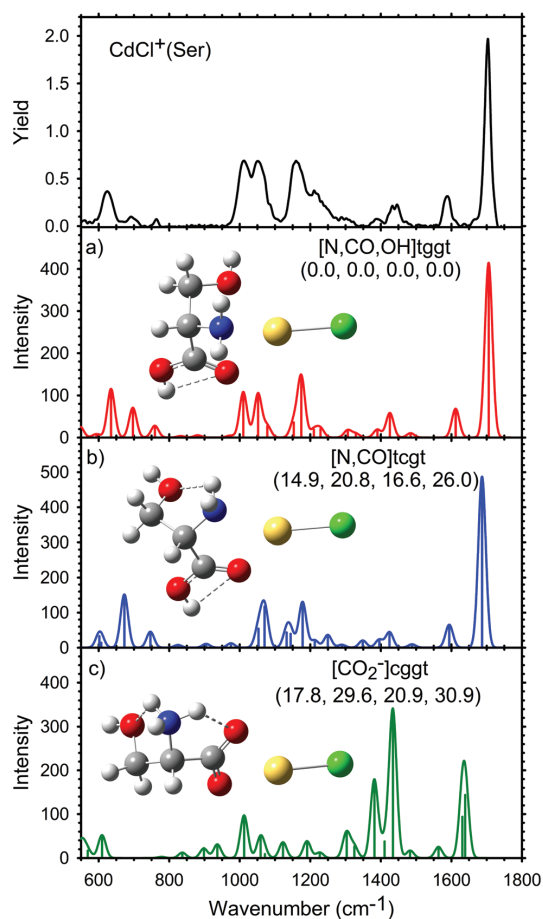 CdCl+(Ser)
Yield
2.0
1.5
1.0
0.5
0.0
a)
[N,CO,OH]tggt
(0.0, 0.0, 0.0, 0.0)
Intensity
400
300
200
100
0
b)
[N,CO]tcgt
(14.9, 20.8, 16.6, 26.0)
Intensity
500
400
300
200
100
0
c)
[CO2-]cggt
(17.8, 29.6, 20.9, 30.9)
Intensity
400
300
200
100
0
600 800 1000 1200 1400 1600 1800
Wavenumber (cm-1)